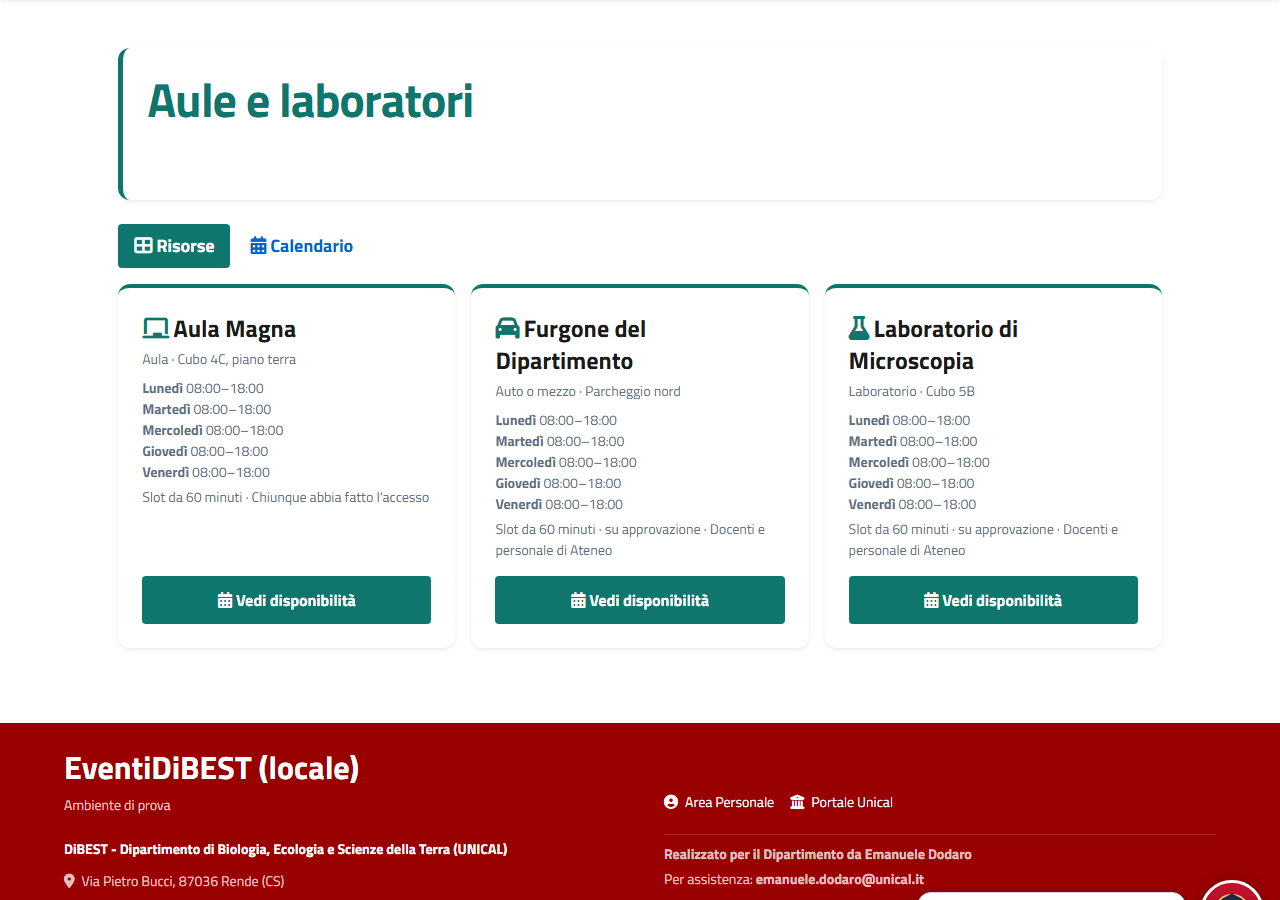 Aule e laboratori
Risorse
Calendario
Aula Magna
Aula · Cubo 4C, piano terra
Lunedì 08:00–18:00
Martedì 08:00–18:00
Mercoledì 08:00–18:00
Giovedì 08:00–18:00
Venerdì 08:00–18:00
Slot da 60 minuti · Chiunque abbia fatto l'accesso
Vedi disponibilità
Furgone del
Dipartimento
Auto o mezzo · Parcheggio nord
Lunedì 08:00–18:00
Martedì 08:00–18:00
Mercoledì 08:00–18:00
Giovedì 08:00–18:00
Venerdì 08:00–18:00
Slot da 60 minuti · su approvazione · Docenti e
personale di Ateneo
Vedi disponibilità
Laboratorio di
Microscopia
Laboratorio · Cubo 5B
Lunedì 08:00–18:00
Martedì 08:00–18:00
Mercoledì 08:00–18:00
Giovedì 08:00–18:00
Venerdì 08:00–18:00
Slot da 60 minuti · su approvazione · Docenti e
personale di Ateneo
Vedi disponibilità
EventiDiBEST (locale)
Ambiente di prova
DiBEST - Dipartimento di Biologia, Ecologia e Scienze della Terra (UNICAL)
Via Pietro Bucci, 87036 Rende (CS)
Area Personale
Portale Unical
Realizzato per il Dipartimento da Emanuele Dodaro
Per assistenza: emanuele.dodaro@unical.it